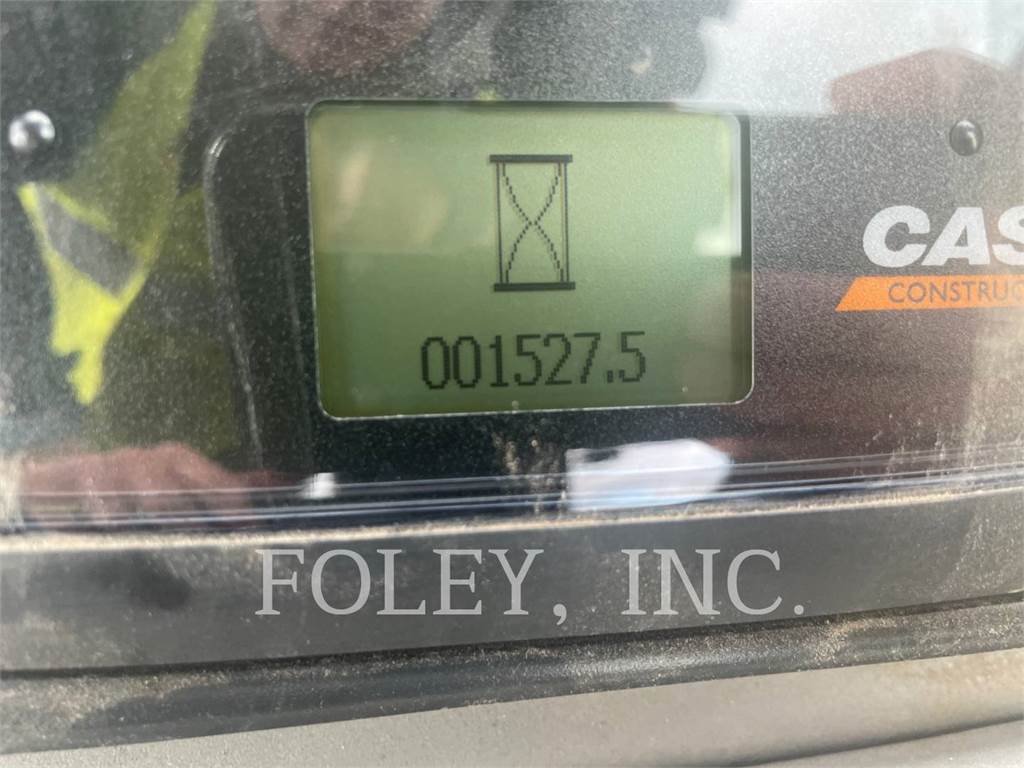 CAS
CONSTRUC
001527.5
FOLEY, INC.